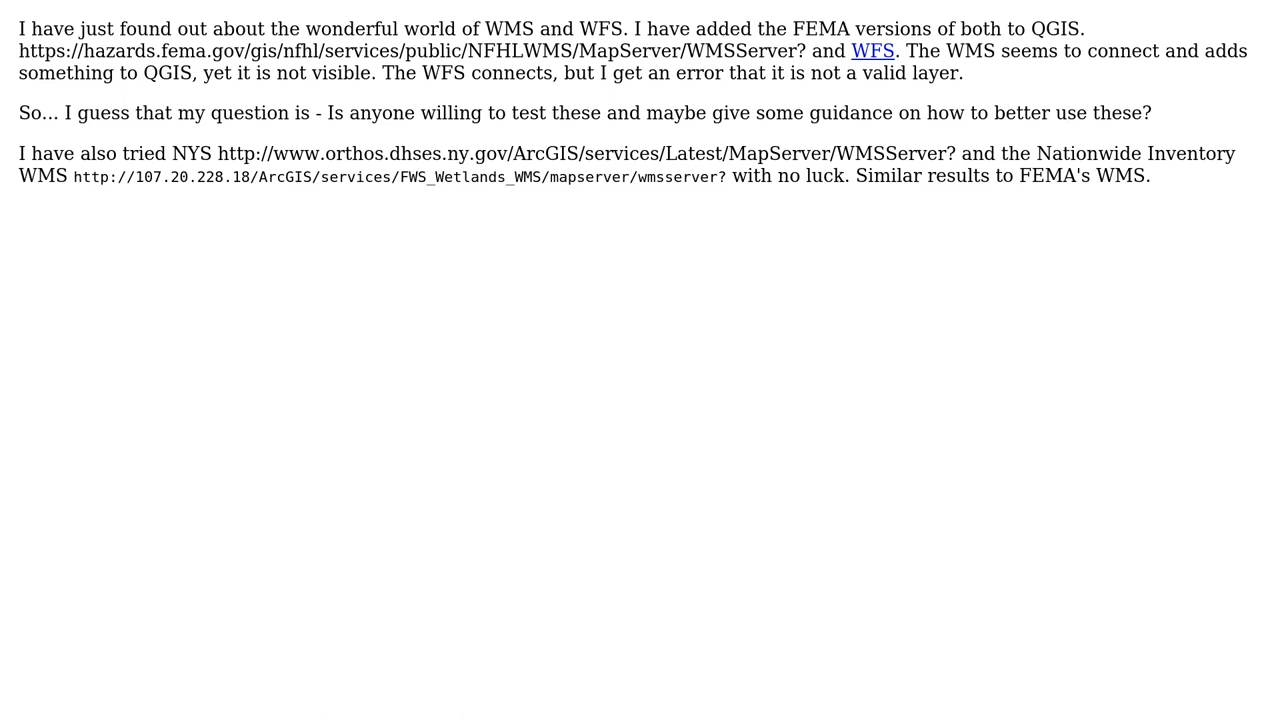 I have just found out about the wonderful world of WMS and WFS. I have added the FEMA versions of both to QGIS.
https://hazards.fema.gov/gis/nfhl/services/public/NFHLWMS/MapServer/WMSServer? and WFS. The WMS seems to connect and adds
something to QGIS, yet it is not visible. The WFS connects, but I get an error that it is not a valid layer.
So... I guess that my question is - Is anyone willing to test these and maybe give some guidance on how to better use these?
I have also tried NYS http://www.orthos.dhses.ny.gov/ArcGIS/services/Latest/MapServer/WMSServer? and the Nationwide Inventory
WMS http://107.20.228.18/ArcGIS/services/FWS_Wetlands_WMS/mapserver/wmsserver? with no luck. Similar results to FEMA's WMS.